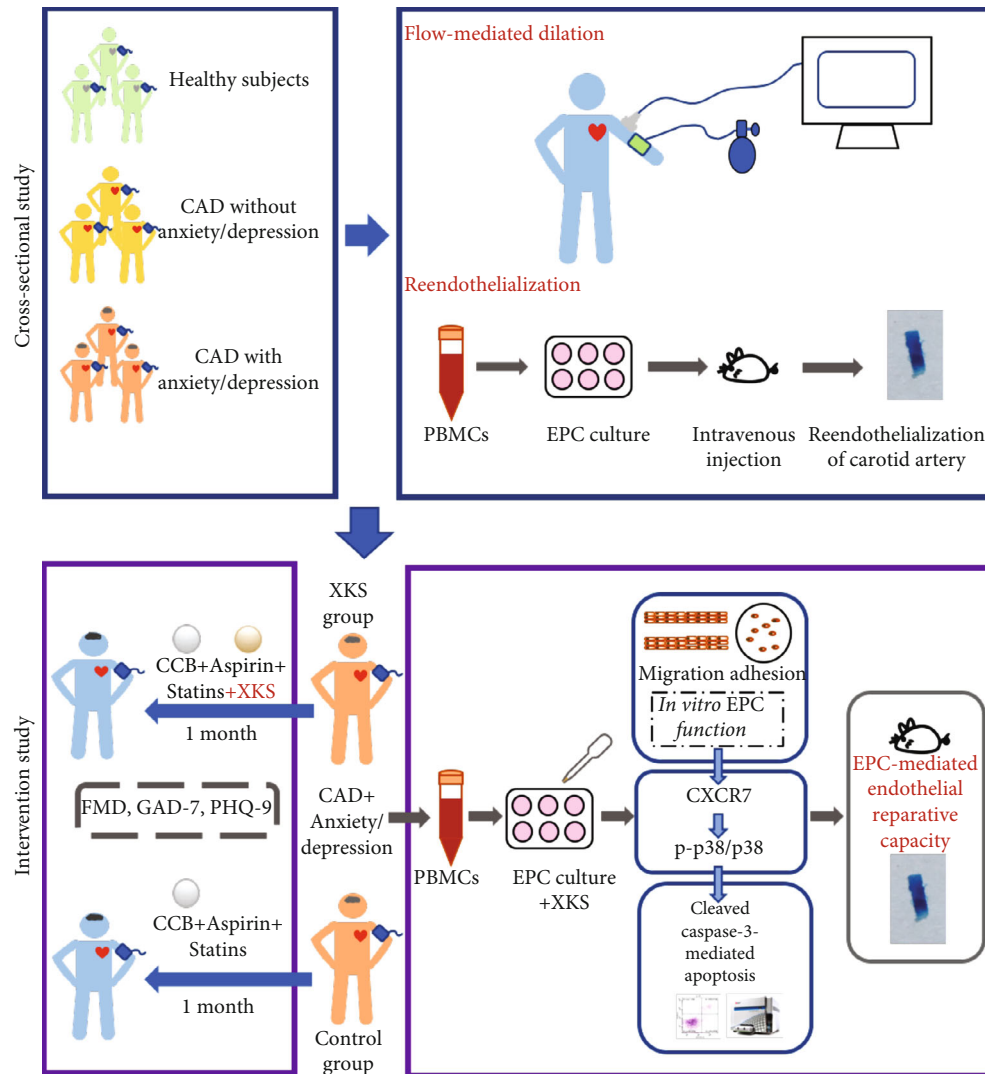 Cross-sectional study
Healthy subjects
CAD without
anxiety/depression
CAD with
anxiety/depression
Flow-mediated dilation
Reendothelialization
PBMCs
EPC culture
Intravenous
injection
Reendothelialization
of carotid artery
Intervention study
CCB+Aspirin+
Statins+XKS
1 month
FMD, GAD-7, PHQ-9
CCB+Aspirin+
Statins
1 month
XKS
group
CAD+
Anxiety/
depression
Control
group
PBMCs
EPC culture
+XKS
Migration adhesion
In vitro EPC
function
CXCR7
p-p38/p38
Cleaved
caspase-3-
mediated
apoptosis
EPC-mediated
endothelial
reparative
capacity